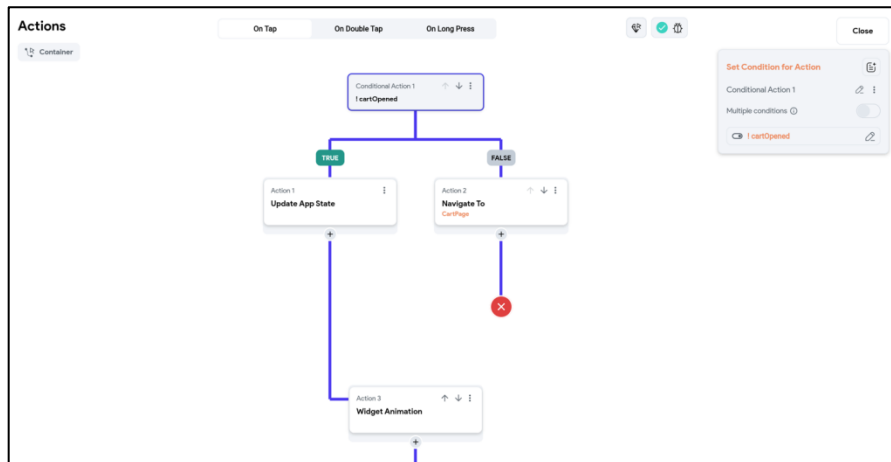 Actions
On Tap
On Double Tap
On Long Press
Close
Container
Set Condition for Action
Conditional Action 1
Multiple conditions
! cartOpened
Conditional Action 1
! cartOpened
TRUE
FALSE
Action 1
Update App State
Action 2
Navigate To
CartPage
Action 3
Widget Animation